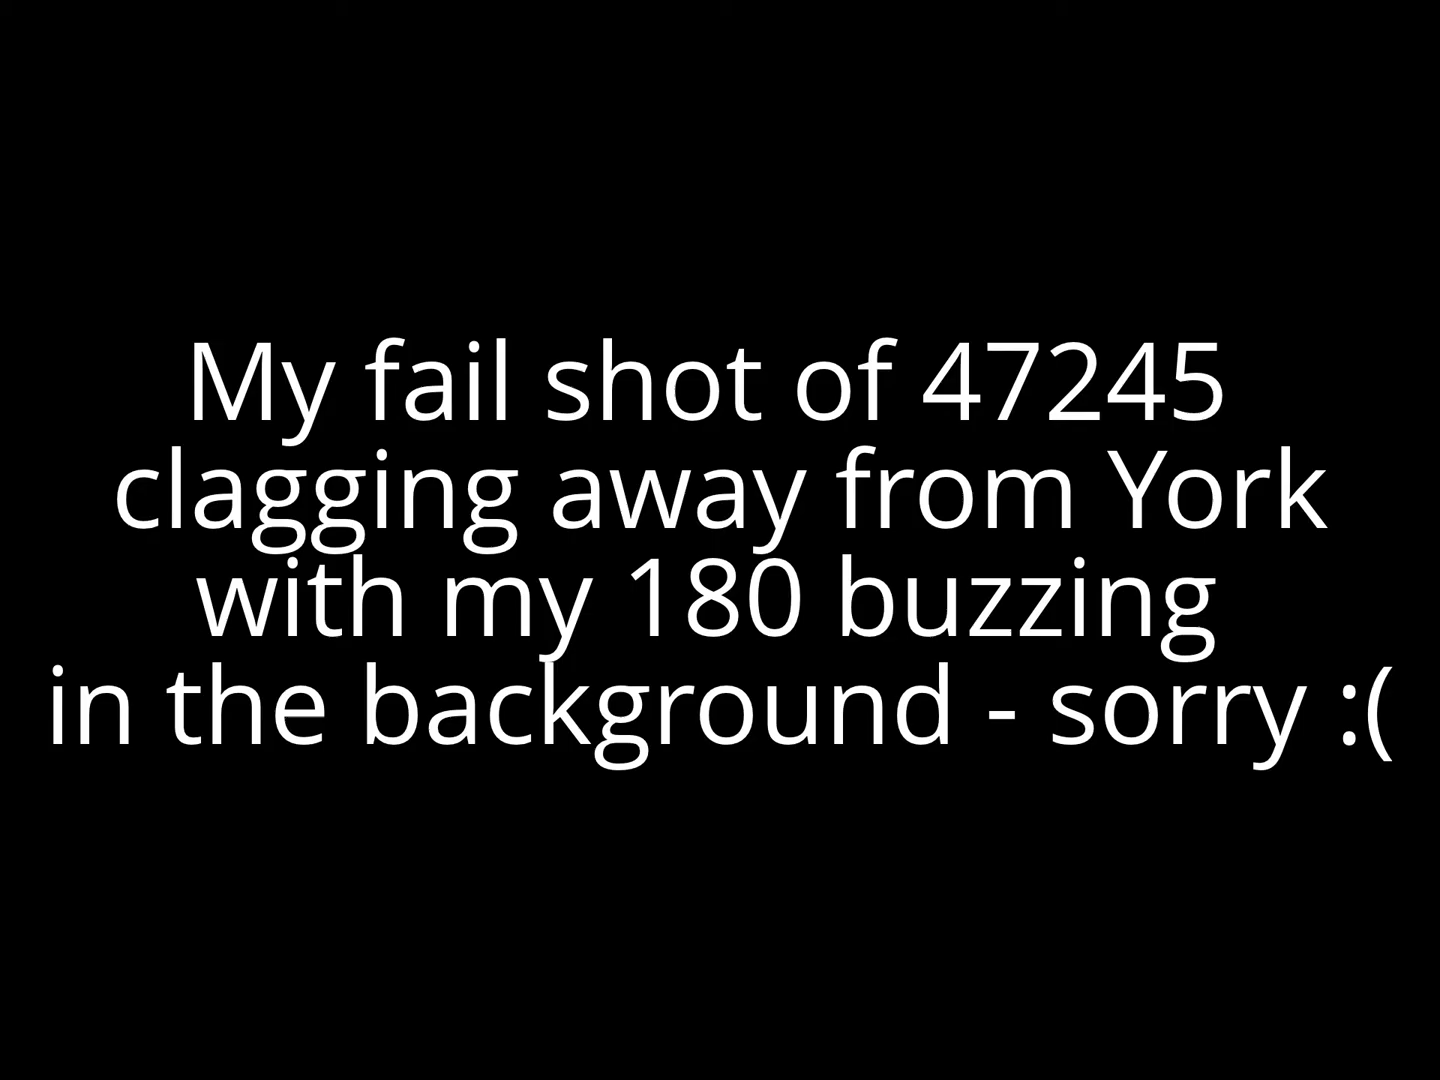 My fail shot of 47245
clagging away from York
with my 180 buzzing
in the background - sorry :(